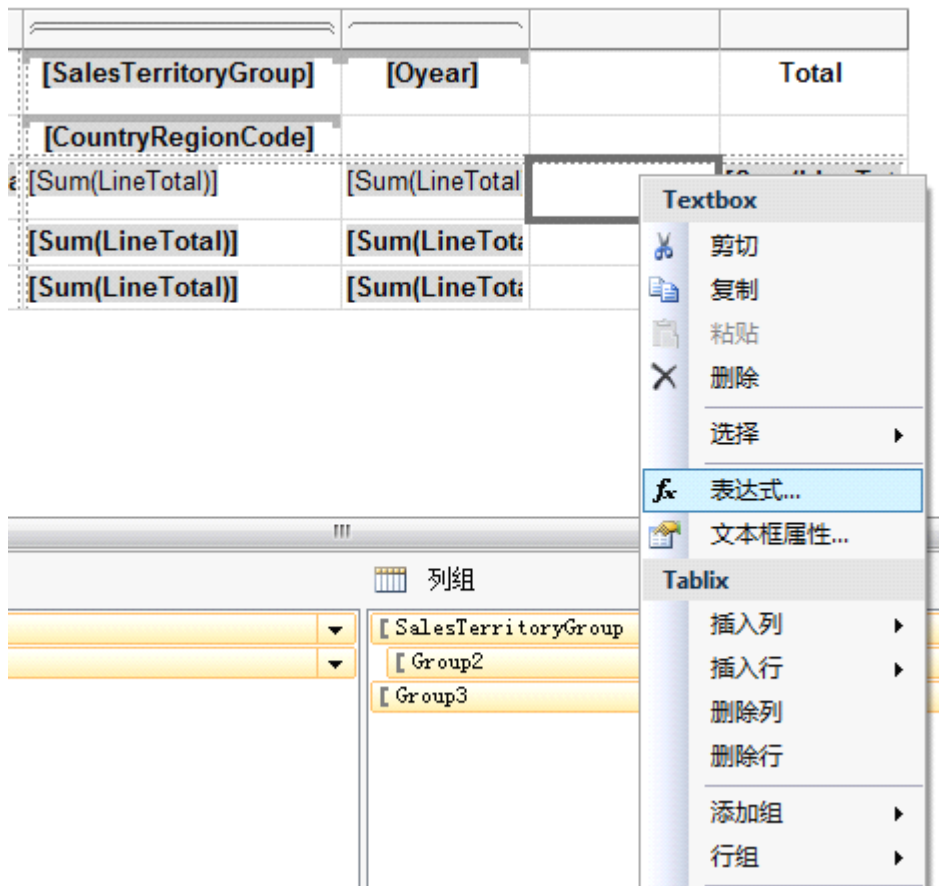 [SalesTerritoryGroup] [Oyear] Total
[CountryRegionCode]
[Sum(LineTotal)] [Sum(LineTotal
[Sum(LineTotal)] [Sum(LineTota
[Sum(LineTotal)] [Sum(LineTota
Textbox
剪切
复制
粘贴
删除
选择
fx 表达式...
文本框属性...
Tablix
插入列
插入行
删除列
删除行
添加组
行组
列组
[SalesTerritoryGroup
[Group2
[Group3